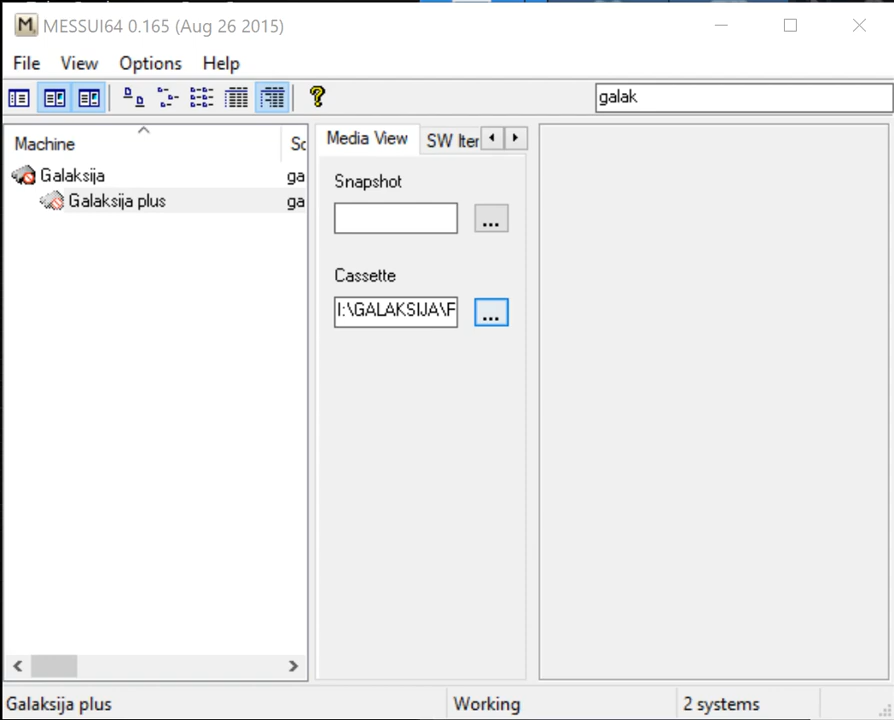 MESSUI64 0.165 (Aug 26 2015)
File View Options Help
galak
Machine Sc
Media View SW Iter
Galaksija ga
Galaksija plus ga
Snapshot
...
Cassette
I:\GALAKSIJA\F
...
Galaksija plus Working 2 systems